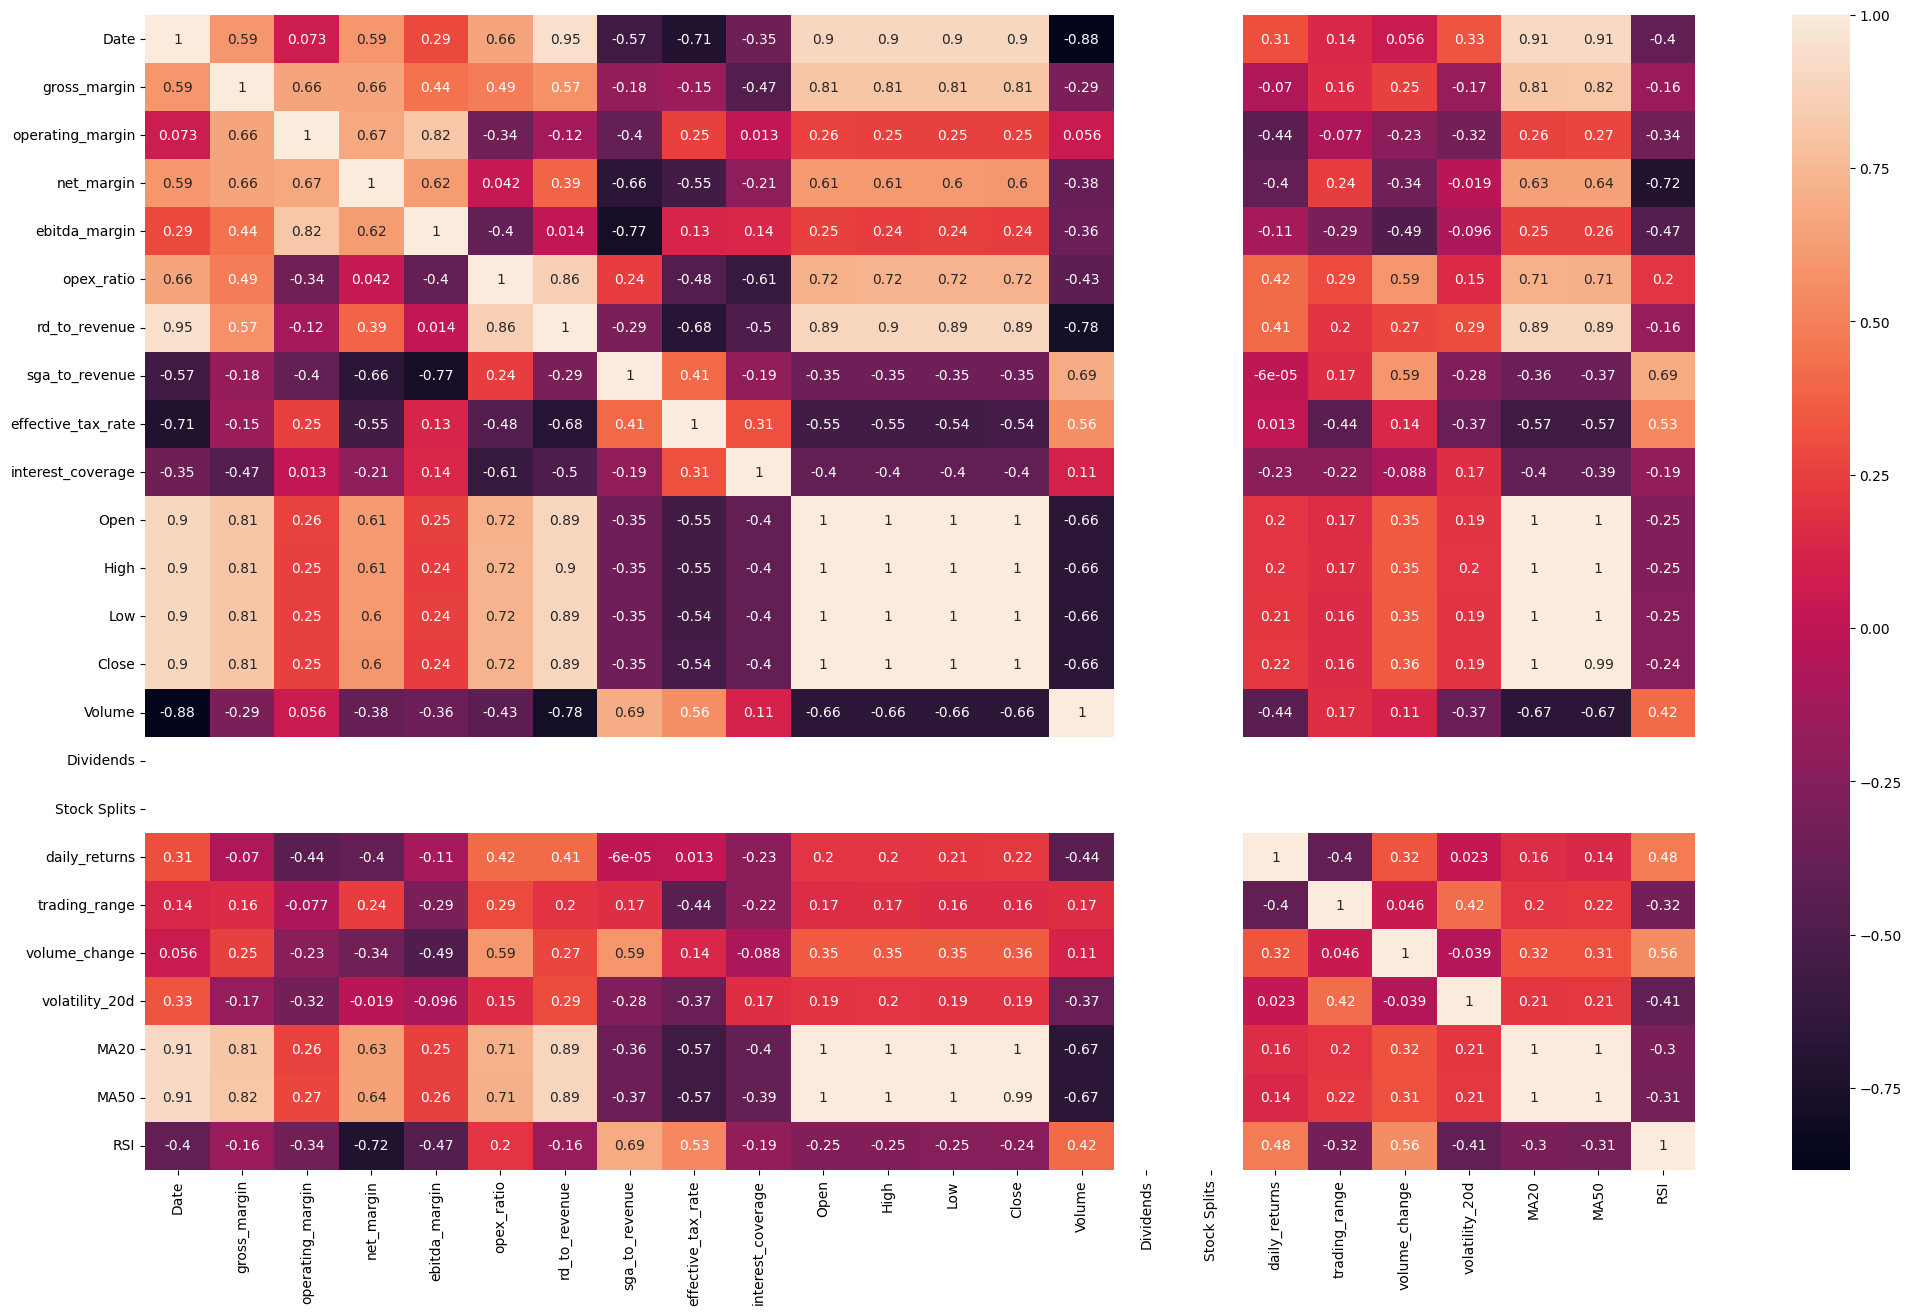 Date 1 0.59 0.073 0.59 0.29 0.66 0.95 -0.57 -0.71 -0.35 0.9 0.9 0.9 0.9 -0.88 0.31 0.14 0.056 0.33 0.91 0.91 -0.4
gross_margin 0.59 1 0.66 0.66 0.44 0.49 0.57 -0.18 -0.15 -0.47 0.81 0.81 0.81 0.81 -0.29 -0.07 0.16 0.25 -0.17 0.81 0.82 -0.16
operating_margin 0.073 0.66 1 0.67 0.82 -0.34 -0.12 -0.4 0.25 0.013 0.26 0.25 0.25 0.25 0.056 -0.44 -0.077 -0.23 -0.32 0.26 0.27 -0.34
net_margin 0.59 0.66 0.67 1 0.62 0.042 0.39 -0.66 -0.55 -0.21 0.61 0.61 0.6 0.6 -0.38 -0.4 0.24 -0.34 -0.019 0.63 0.64 -0.72
ebitda_margin 0.29 0.44 0.82 0.62 1 -0.4 0.014 -0.77 0.13 0.14 0.25 0.24 0.24 0.24 -0.36 -0.11 -0.29 -0.49 -0.096 0.25 0.26 -0.47
opex_ratio 0.66 0.49 -0.34 0.042 -0.4 1 0.86 0.24 -0.48 -0.61 0.72 0.72 0.72 0.72 -0.43 0.42 0.29 0.59 0.15 0.71 0.71 0.2
rd_to_revenue 0.95 0.57 -0.12 0.39 0.014 0.86 1 -0.29 -0.68 -0.5 0.89 0.9 0.89 0.89 -0.78 0.41 0.2 0.27 0.29 0.89 0.89 -0.16
sga_to_revenue -0.57 -0.18 -0.4 -0.66 -0.77 0.24 -0.29 1 0.41 -0.19 -0.35 -0.35 -0.35 -0.35 0.69 -6e-05 0.17 0.59 -0.28 -0.36 -0.37 0.69
effective_tax_rate -0.71 -0.15 0.25 -0.55 0.13 -0.48 -0.68 0.41 1 0.31 -0.55 -0.55 -0.54 -0.54 0.56 0.013 -0.44 0.14 -0.37 -0.57 -0.57 0.53
interest_coverage -0.35 -0.47 0.013 -0.21 0.14 -0.61 -0.5 -0.19 0.31 1 -0.4 -0.4 -0.4 -0.4 0.11 -0.23 -0.22 -0.088 0.17 -0.4 -0.39 -0.19
Open 0.9 0.81 0.26 0.61 0.25 0.72 0.89 -0.35 -0.55 -0.4 1 1 1 1 -0.66 0.2 0.17 0.35 0.19 1 1 -0.25
High 0.9 0.81 0.25 0.61 0.24 0.72 0.9 -0.35 -0.55 -0.4 1 1 1 1 -0.66 0.2 0.17 0.35 0.2 1 1 -0.25
Low 0.9 0.81 0.25 0.6 0.24 0.72 0.89 -0.35 -0.54 -0.4 1 1 1 1 -0.66 0.21 0.16 0.35 0.19 1 1 -0.25
Close 0.9 0.81 0.25 0.6 0.24 0.72 0.89 -0.35 -0.54 -0.4 1 1 1 1 -0.66 0.22 0.16 0.36 0.19 1 0.99 -0.24
Volume -0.88 -0.29 0.056 -0.38 -0.36 -0.43 -0.78 0.69 0.56 0.11 -0.66 -0.66 -0.66 -0.66 1 -0.44 0.17 0.11 -0.37 -0.67 -0.67 0.42
Dividends
Stock Splits
daily_returns 0.31 -0.07 -0.44 -0.4 -0.11 0.42 0.41 -6e-05 0.013 -0.23 0.2 0.2 0.21 0.22 -0.44 1 -0.4 0.32 0.023 0.16 0.14 0.48
trading_range 0.14 0.16 -0.077 0.24 -0.29 0.29 0.2 0.17 -0.44 -0.22 0.17 0.17 0.16 0.16 0.17 -0.4 1 0.046 0.42 0.2 0.22 -0.32
volume_change 0.056 0.25 -0.23 -0.34 -0.49 0.59 0.27 0.59 0.14 -0.088 0.35 0.35 0.35 0.36 0.11 0.32 0.046 1 -0.039 0.32 0.31 0.56
volatility_20d 0.33 -0.17 -0.32 -0.019 -0.096 0.15 0.29 -0.28 -0.37 0.17 0.19 0.2 0.19 0.19 -0.37 0.023 0.42 -0.039 1 0.21 0.21 -0.41
MA20 0.91 0.81 0.26 0.63 0.25 0.71 0.89 -0.36 -0.57 -0.4 1 1 1 1 -0.67 0.16 0.2 0.32 0.21 1 1 -0.3
MA50 0.91 0.82 0.27 0.64 0.26 0.71 0.89 -0.37 -0.57 -0.39 1 1 1 0.99 -0.67 0.14 0.22 0.31 0.21 1 1 -0.31
RSI -0.4 -0.16 -0.34 -0.72 -0.47 0.2 -0.16 0.69 0.53 -0.19 -0.25 -0.25 -0.25 -0.24 0.42 0.48 -0.32 0.56 -0.41 -0.3 -0.31 1
Date
gross_margin
operating_margin
net_margin
ebitda_margin
opex_ratio
rd_to_revenue
sga_to_revenue
effective_tax_rate
interest_coverage
Open
High
Low
Close
Volume
Dividends
Stock Splits
daily_returns
trading_range
volume_change
volatility_20d
MA20
MA50
RSI
1.00
0.75
0.50
0.25
0.00
−0.25
−0.50
−0.75